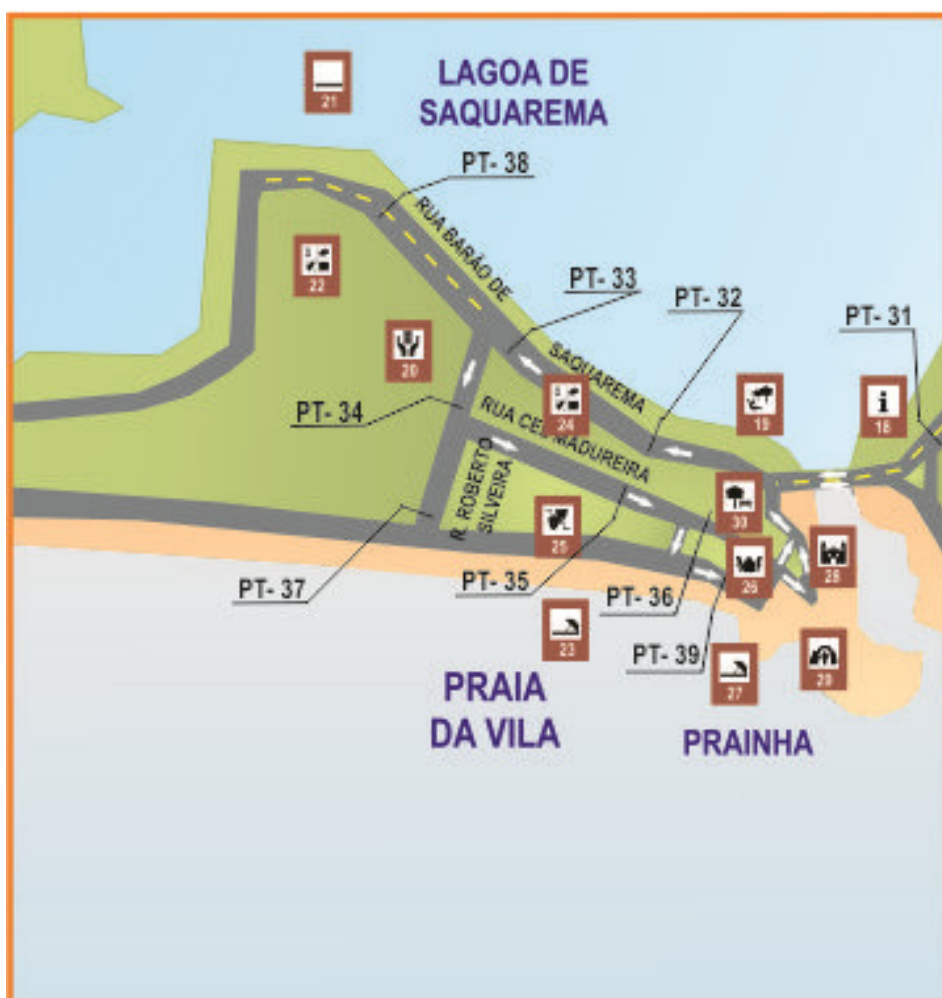 21
LAGOA DE
SAQUAREMA
PT- 38
RUA BARÃO DE
SAQUAREMA
22
PT- 33
PT- 32
PT- 31
20
PT- 34
24
19
18
RUA CEL MADUREIRA
R. ROBERTO
SILVEIRA
25
30
26
28
PT- 37
PT- 35
PT- 36
PT- 39
23
27
29
PRAIA
DA VILA
PRAINHA